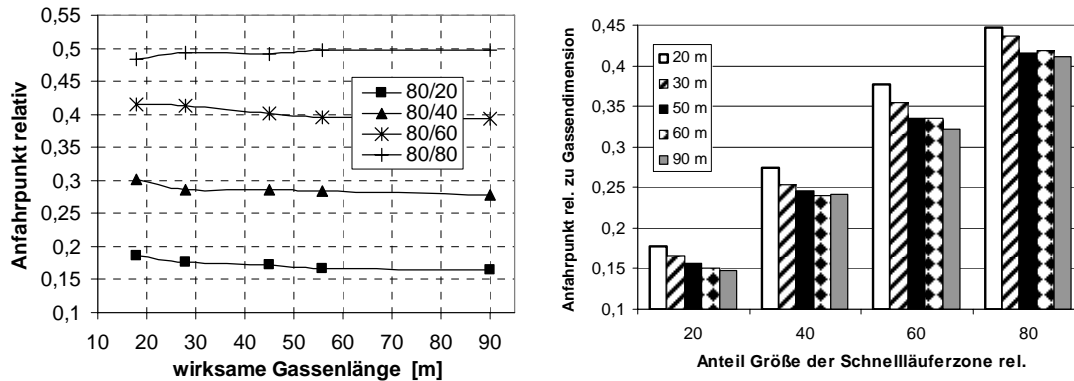 Anfahrpunkt relativ
0,55
0,5
0,45
0,4
0,35
0,3
0,25
0,2
0,15
0,1
10 20 30 40 50 60 70 80 90
wirksame Gassenlänge [m]
80/20
80/40
80/60
80/80
Anfahrpunkt rel. zu Gassendimension
0,45
0,4
0,35
0,3
0,25
0,2
0,15
0,1
20 40 60 80
Anteil Größe der Schnellläuferzone rel.
20 m
30 m
50 m
60 m
90 m